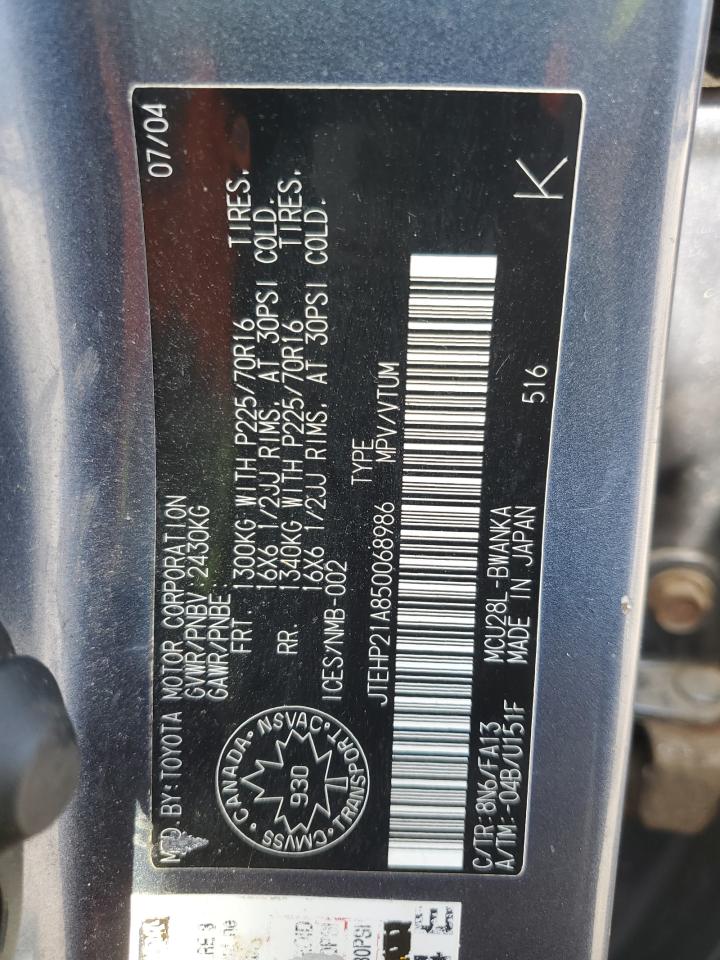 MFD BY:TOYOTA MOTOR CORPORATION 07/04
GVWR/PNBV 2430KG
GAWR/PNBE
FRT. 1300KG WITH P225/70R16 TIRES,
16X6 1/2JJ RIMS, AT 30PSI COLD.
RR. 1340KG WITH P225/70R16 TIRES,
16X6 1/2JJ RIMS, AT 30PSI COLD.
ICES/NMB-002
TYPE
JTEHP21A850068986 MPV/VTUM
CANADA • NSVAC •
TRANSPORT • CMVSS •
930
C/TR: 8N6/FA13 MCU28L-BWANKA
A/TM: -04B/U151F MADE IN JAPAN
516
K
30PSI